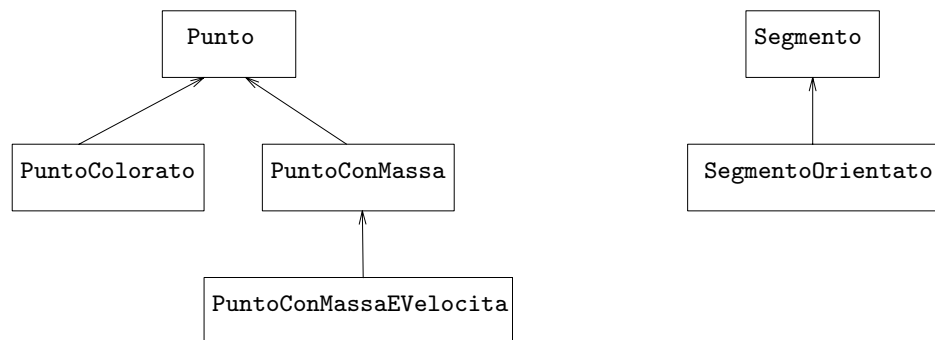 Punto
Segmento
PuntoColorato
PuntoConMassa
SegmentoOrientato
PuntoConMassaEVelocita